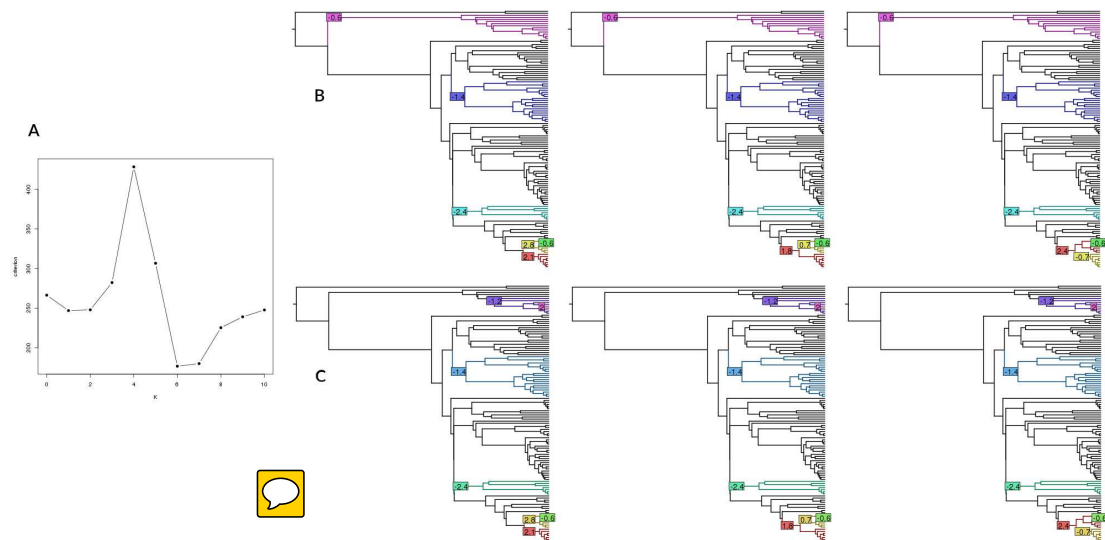 A
criterion
400
350
300
250
200
0 2 4 6 8 10
K
B
-0.6 -0.6 -0.6
-1.4 -1.4 -1.4
-2.4 -2.4 -2.4
2.8 -0.6 0.7 -0.6 -0.6
2.1 1.8 2.4 -0.7
C
-1.2 -1.2 -1.2
-1.4 -1.4 -1.4
-2.4 -2.4 -2.4
2.8 -0.6 0.7 -0.6 -0.6
2.1 1.8 2.4 -0.7